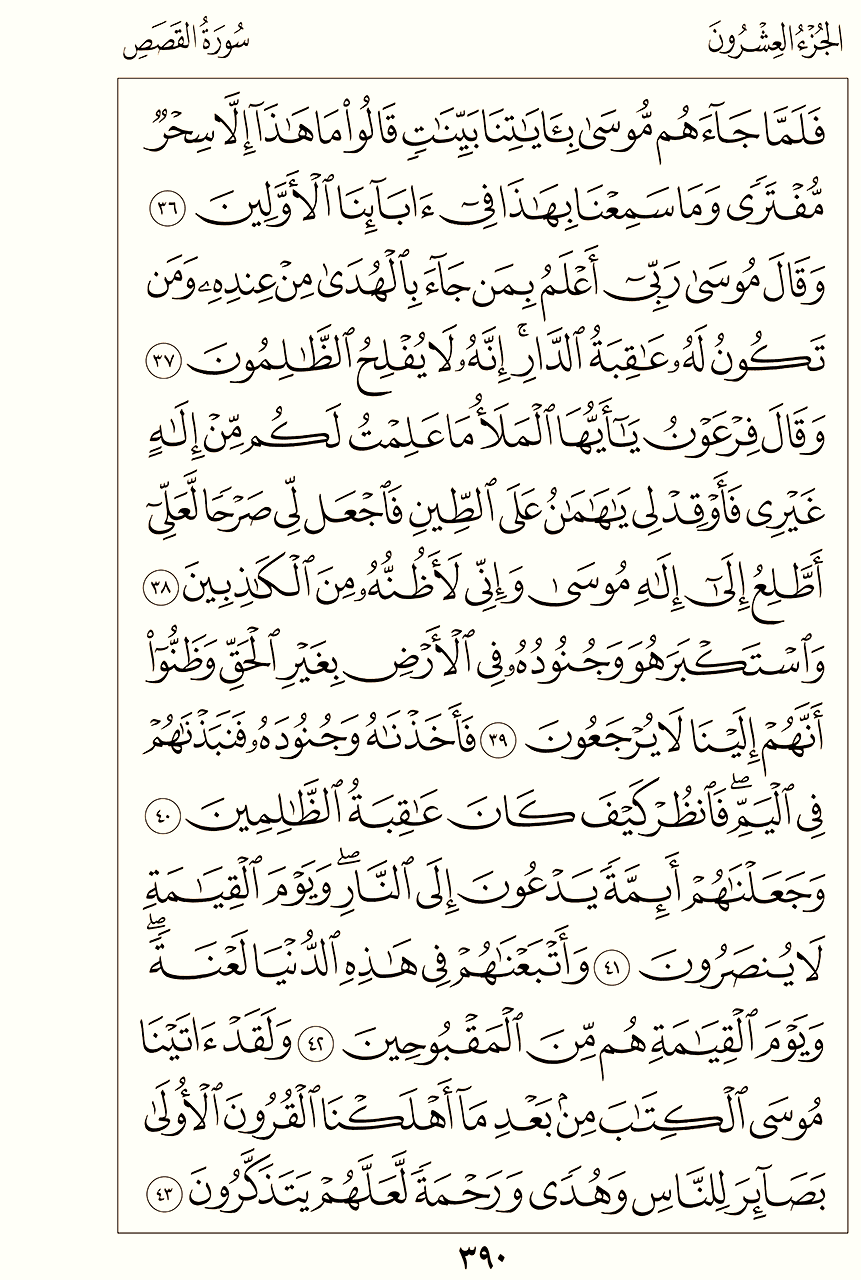 الجُزْءُ العِشْرُونَ
سُورَةُ القَصَصِ
فَلَمَّا جَآءَهُم مُّوسَىٰ بِـَٔايَٰتِنَا بَيِّنَٰتٖ قَالُواْ مَا هَٰذَآ إِلَّا سِحۡرٞ
مُّفۡتَرٗى وَمَا سَمِعۡنَا بِهَٰذَا فِيٓ ءَابَآئِنَا ٱلۡأَوَّلِينَ ٣٦
وَقَالَ مُوسَىٰ رَبِّيٓ أَعۡلَمُ بِمَن جَآءَ بِٱلۡهُدَىٰ مِنۡ عِندِهِۦ وَمَن
تَكُونُ لَهُۥ عَٰقِبَةُ ٱلدَّارِۚ إِنَّهُۥ لَا يُفۡلِحُ ٱلظَّٰلِمُونَ ٣٧
وَقَالَ فِرۡعَوۡنُ يَٰٓأَيُّهَا ٱلۡمَلَأُ مَا عَلِمۡتُ لَكُم مِّنۡ إِلَٰهٍ
غَيۡرِي فَأَوۡقِدۡ لِي يَٰهَٰمَٰنُ عَلَى ٱلطِّينِ فَٱجۡعَل لِّي صَرۡحٗا لَّعَلِّيٓ
أَطَّلِعُ إِلَىٰٓ إِلَٰهِ مُوسَىٰ وَإِنِّي لَأَظُنُّهُۥ مِنَ ٱلۡكَٰذِبِينَ ٣٨
وَٱسۡتَكۡبَرَ هُوَ وَجُنُودُهُۥ فِي ٱلۡأَرۡضِ بِغَيۡرِ ٱلۡحَقِّ وَظَنُّوٓاْ
أَنَّهُمۡ إِلَيۡنَا لَا يُرۡجَعُونَ ٣٩ فَأَخَذۡنَٰهُ وَجُنُودَهُۥ فَنَبَذۡنَٰهُمۡ
فِي ٱلۡيَمِّۖ فَٱنظُرۡ كَيۡفَ كَانَ عَٰقِبَةُ ٱلظَّٰلِمِينَ ٤٠
وَجَعَلۡنَٰهُمۡ أَئِمَّةٗ يَدۡعُونَ إِلَى ٱلنَّارِۖ وَيَوۡمَ ٱلۡقِيَٰمَةِ
لَا يُنصَرُونَ ٤١ وَأَتۡبَعۡنَٰهُمۡ فِي هَٰذِهِ ٱلدُّنۡيَا لَعۡنَةٗۖ
وَيَوۡمَ ٱلۡقِيَٰمَةِ هُم مِّنَ ٱلۡمَقۡبُوحِينَ ٤٢ وَلَقَدۡ ءَاتَيۡنَا
مُوسَى ٱلۡكِتَٰبَ مِنۢ بَعۡدِ مَآ أَهۡلَكۡنَا ٱلۡقُرُونَ ٱلۡأُولَىٰ
بَصَآئِرَ لِلنَّاسِ وَهُدٗى وَرَحۡمَةٗ لَّعَلَّهُمۡ يَتَذَكَّرُونَ ٤٣
٣٩٠